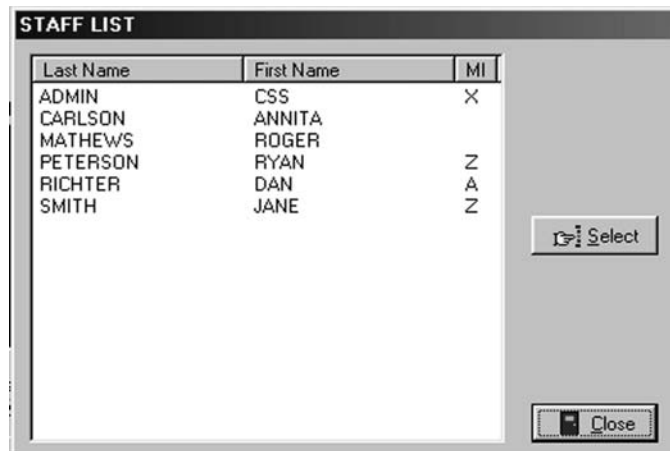 STAFF LIST
Last Name First Name MI
ADMIN CSS X
CARLSON ANNITA
MATHEWS ROGER
PETERSON RYAN Z
RICHTER DAN A
SMITH JANE Z
Select
Close